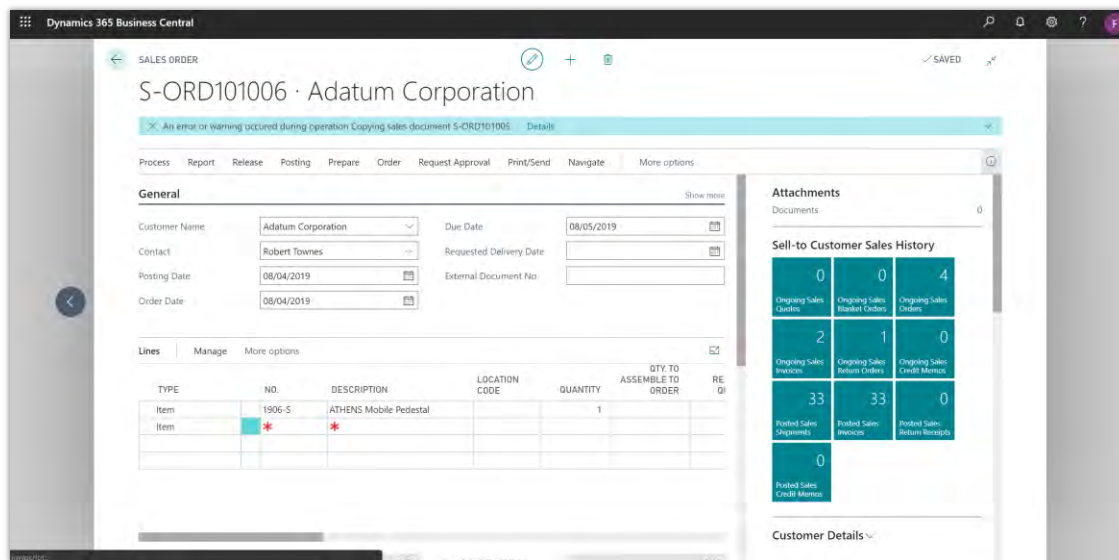 Dynamics 365 Business Central
?
F
SALES ORDER
SAVED
S-ORD101006 · Adatum Corporation
An error or warning occured during operation Copying sales document S-ORD101005. Details
Process Report Release Posting Prepare Order Request Approval Print/Send Navigate More options
General Show more
Customer Name Adatum Corporation Due Date 08/05/2019
Contact Robert Townes Requested Delivery Date
Posting Date 08/04/2019 External Document No.
Order Date 08/04/2019
Lines Manage More options
TYPE NO. DESCRIPTION LOCATION CODE QUANTITY QTY. TO ASSEMBLE TO ORDER RE
Item 1906-S ATHENS Mobile Pedestal 1
Item * *
Attachments
Documents 0
Sell-to Customer Sales History
0 0 4
Ongoing Sales Quotes Ongoing Sales Blanket Orders Ongoing Sales Orders
2 1 0
Ongoing Sales Invoices Ongoing Sales Return Orders Ongoing Sales Credit Memos
33 33 0
Posted Sales Shipments Posted Sales Invoices Posted Sales Return Receipts
0
Posted Sales Credit Memos
Customer Details